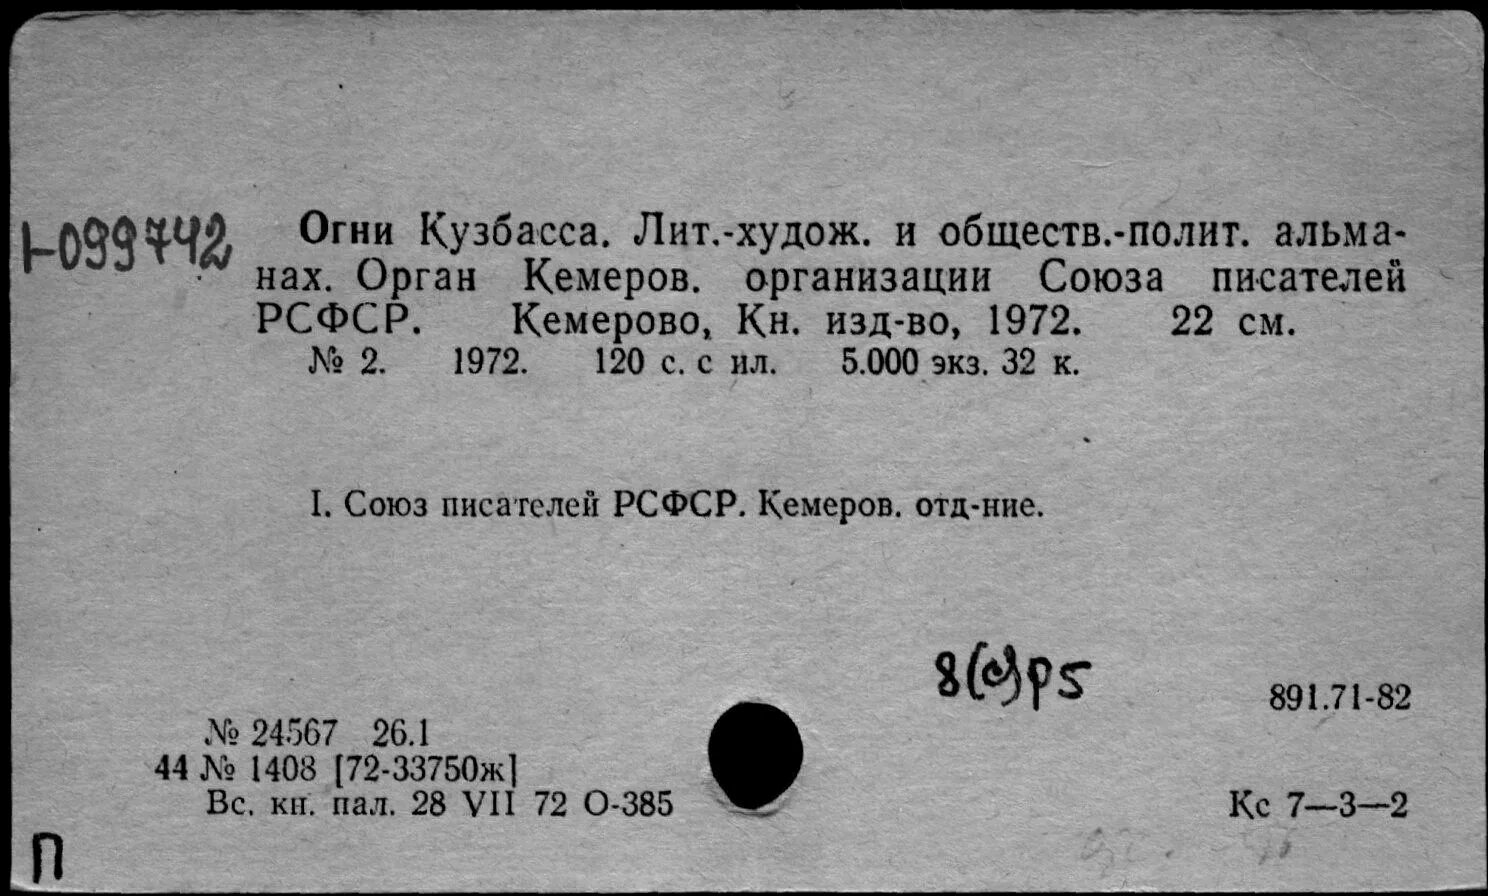 1-099742
Огни Кузбасса. Лит.-худож. и обществ.-полит. альма-
нах. Орган Кемеров. организации Союза писателей
РСФСР. Кемерово, Кн. изд-во, 1972. 22 см.
№ 2. 1972. 120 с. с ил. 5.000 экз. 32 к.
I. Союз писателей РСФСР. Кемеров. отд-ние.
8(с)р5
891.71-82
№ 24567 26.1
44 № 1408 [72-33750ж]
Вс. кн. пал. 28 VII 72 О-385
Кс 7—3—2
П